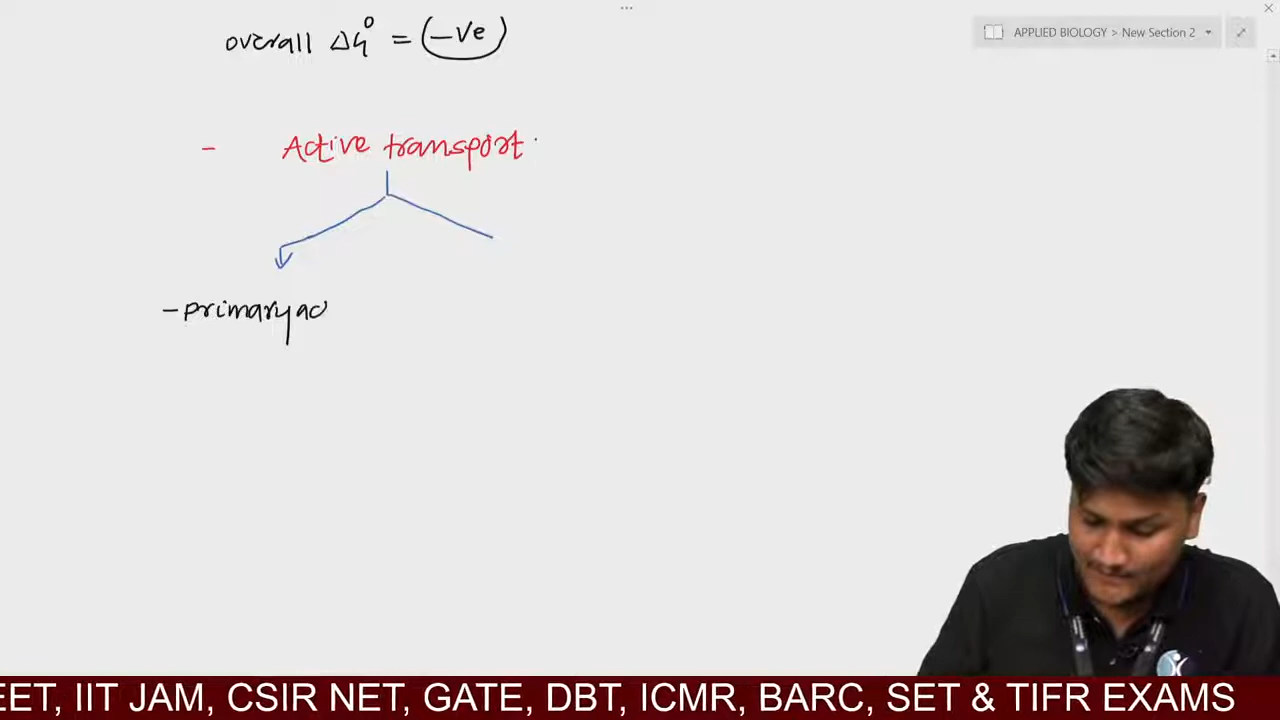 overall ΔG° = (-ve)
APPLIED BIOLOGY > New Section 2
- Active transport
- primary ac
EET, IIT JAM, CSIR NET, GATE, DBT, ICMR, BARC, SET & TIFR EXAMS